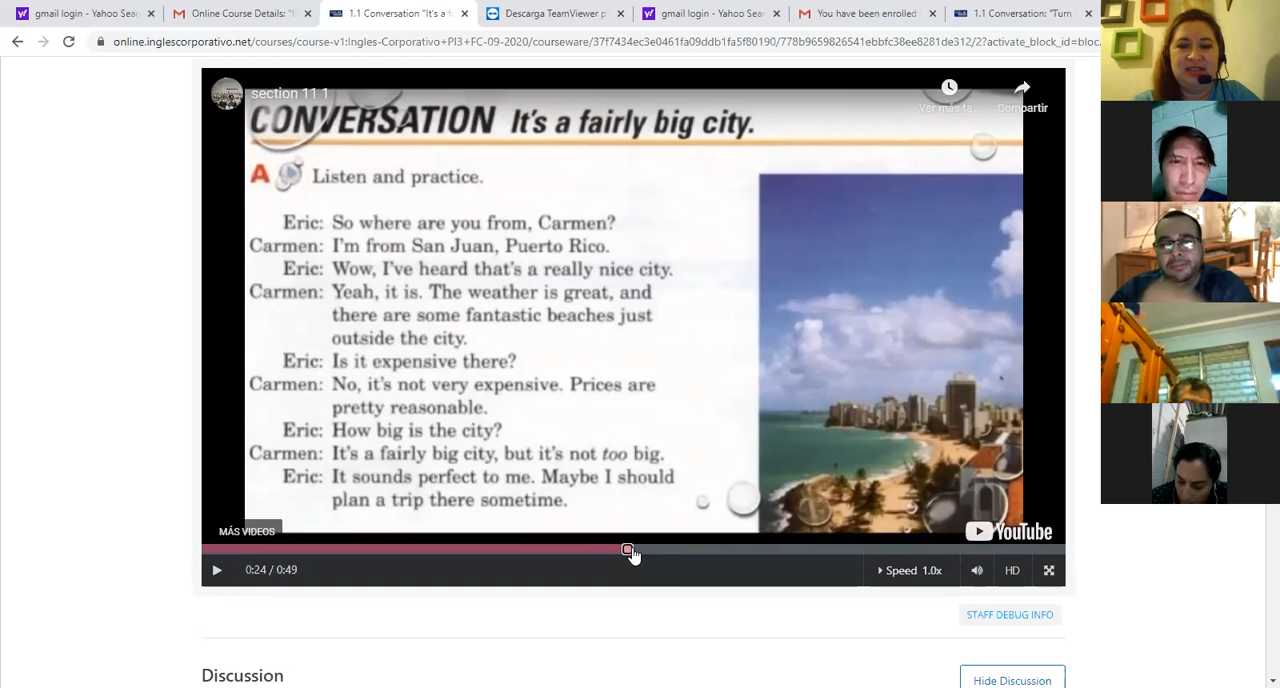 gmail login - Yahoo Sear
Online Course Details: "
1.1 Conversation "It's a f
Descarga TeamViewer p
gmail login - Yahoo Sear
You have been enrolled
1.1 Conversation: "Turn
online.inglescorporativo.net/courses/course-v1:Ingles-Corporativo+PI3+FC-09-2020/courseware/37f7434ec3e0461fa09ddb1fa5f80190/778b9659826541ebbfc38ee8281de312/2?activate_block_id=bloc
section 11 1
Ver más ta
Compartir
CONVERSATION It's a fairly big city.
A Listen and practice.
Eric: So where are you from, Carmen?
Carmen: I'm from San Juan, Puerto Rico.
Eric: Wow, I've heard that's a really nice city.
Carmen: Yeah, it is. The weather is great, and
there are some fantastic beaches just
outside the city.
Eric: Is it expensive there?
Carmen: No, it's not very expensive. Prices are
pretty reasonable.
Eric: How big is the city?
Carmen: It's a fairly big city, but it's not too big.
Eric: It sounds perfect to me. Maybe I should
plan a trip there sometime.
MÁS VIDEOS
YouTube
0:24 / 0:49
Speed 1.0x
HD
STAFF DEBUG INFO
Discussion
Hide Discussion